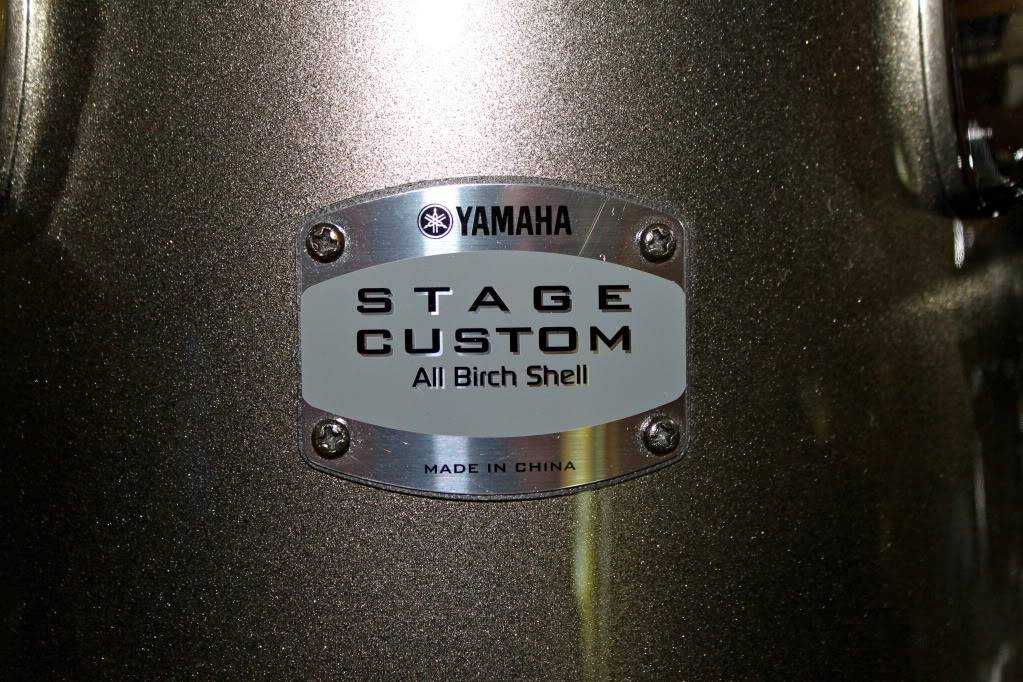 YAMAHA
STAGE
CUSTOM
All Birch Shell
MADE IN CHINA